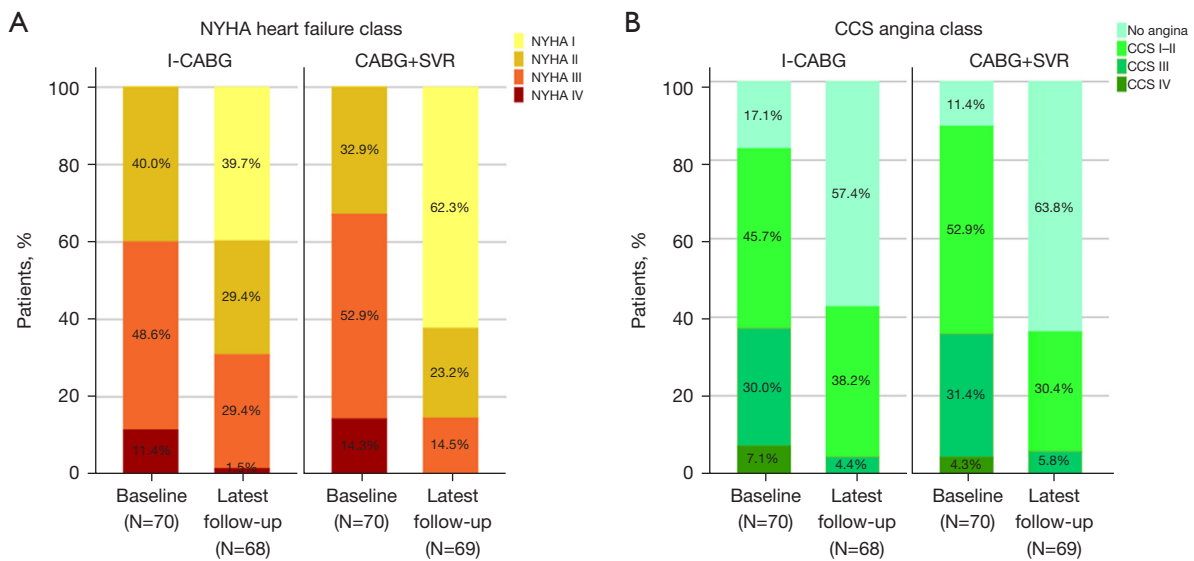 A
NYHA heart failure class
NYHA I
NYHA II
NYHA III
NYHA IV
I-CABG
CABG+SVR
Patients, %
100
80
60
40
20
0
40.0%
48.6%
11.4%
39.7%
29.4%
29.4%
1.5%
32.9%
52.9%
14.3%
62.3%
23.2%
14.5%
Baseline
(N=70)
Latest
follow-up
(N=68)
Baseline
(N=70)
Latest
follow-up
(N=69)
B
CCS angina class
No angina
CCS I–II
CCS III
CCS IV
I-CABG
CABG+SVR
Patients, %
100
80
60
40
20
0
17.1%
45.7%
30.0%
7.1%
57.4%
38.2%
4.4%
11.4%
52.9%
31.4%
4.3%
63.8%
30.4%
5.8%
Baseline
(N=70)
Latest
follow-up
(N=68)
Baseline
(N=70)
Latest
follow-up
(N=69)